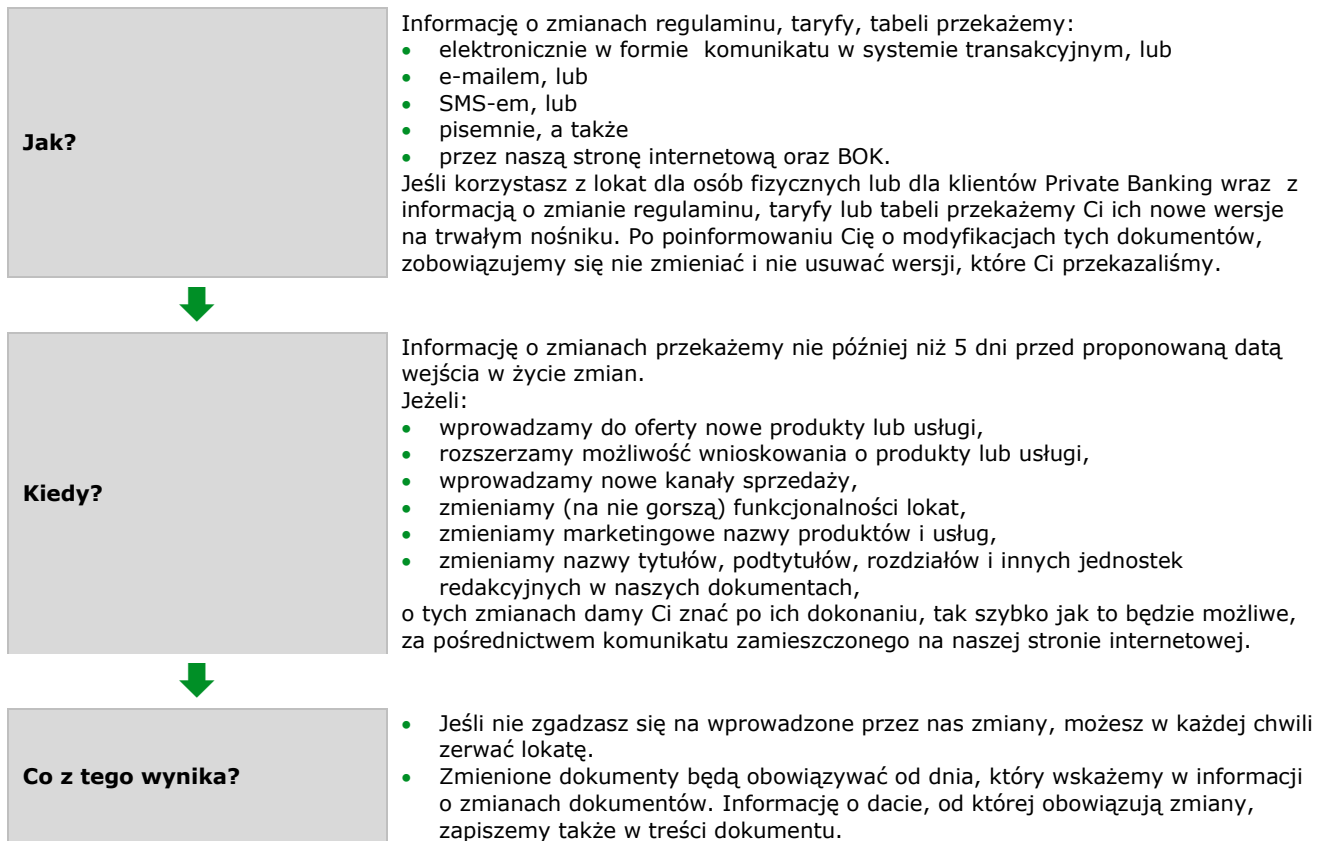 Jak?
Informację o zmianach regulaminu, taryfy, tabeli przekażemy:
• elektronicznie w formie komunikatu w systemie transakcyjnym, lub
• e-mailem, lub
• SMS-em, lub
• pisemnie, a także
• przez naszą stronę internetową oraz BOK.
Jeśli korzystasz z lokat dla osób fizycznych lub dla klientów Private Banking wraz z
informacją o zmianie regulaminu, taryfy lub tabeli przekażemy Ci ich nowe wersje
na trwałym nośniku. Po poinformowaniu Cię o modyfikacjach tych dokumentów,
zobowiązujemy się nie zmieniać i nie usuwać wersji, które Ci przekazaliśmy.
Kiedy?
Informację o zmianach przekażemy nie później niż 5 dni przed proponowaną datą
wejścia w życie zmian.
Jeżeli:
• wprowadzamy do oferty nowe produkty lub usługi,
• rozszerzamy możliwość wnioskowania o produkty lub usługi,
• wprowadzamy nowe kanały sprzedaży,
• zmieniamy (na nie gorszą) funkcjonalności lokat,
• zmieniamy marketingowe nazwy produktów i usług,
• zmieniamy nazwy tytułów, podtytułów, rozdziałów i innych jednostek
redakcyjnych w naszych dokumentach,
o tych zmianach damy Ci znać po ich dokonaniu, tak szybko jak to będzie możliwe,
za pośrednictwem komunikatu zamieszczonego na naszej stronie internetowej.
Co z tego wynika?
• Jeśli nie zgadzasz się na wprowadzone przez nas zmiany, możesz w każdej chwili
zerwać lokatę.
• Zmienione dokumenty będą obowiązywać od dnia, który wskażemy w informacji
o zmianach dokumentów. Informację o dacie, od której obowiązują zmiany,
zapiszemy także w treści dokumentu.